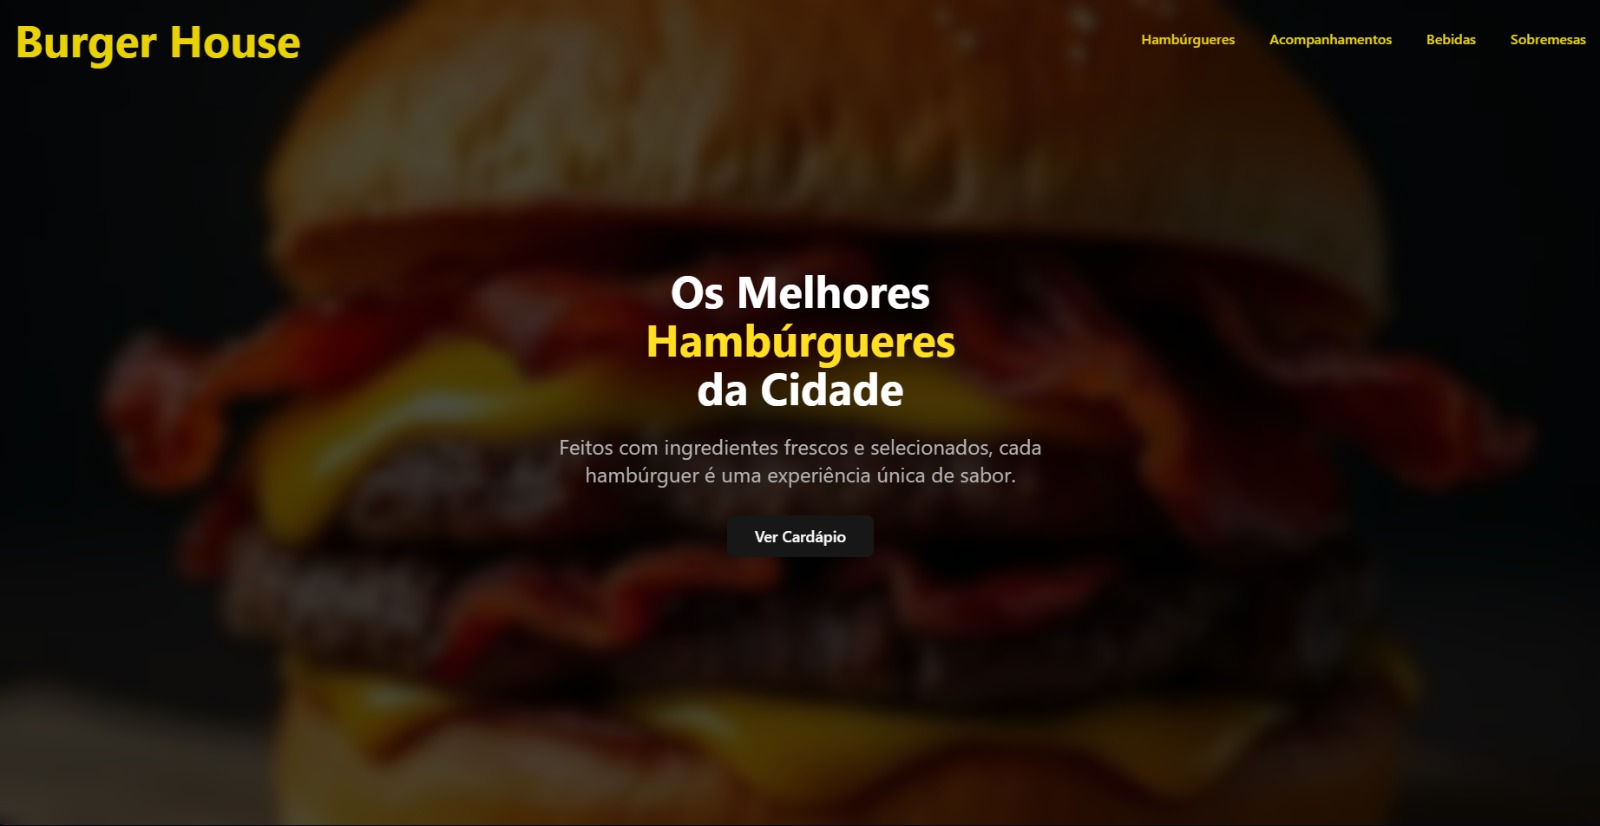 Burger House
Hambúrgueres
Acompanhamentos
Bebidas
Sobremesas
Os Melhores
Hambúrgueres
da Cidade
Feitos com ingredientes frescos e selecionados, cada
hambúrguer é uma experiência única de sabor.
Ver Cardápio